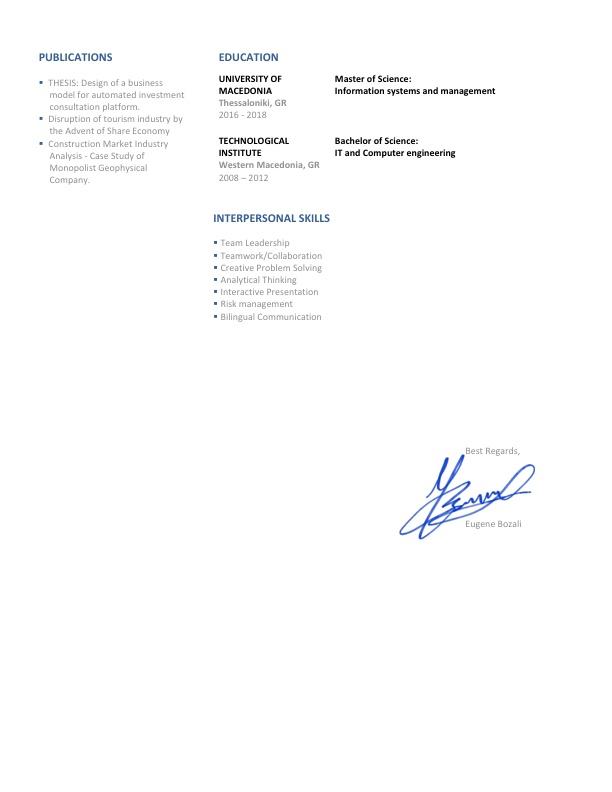 PUBLICATIONS
▪ THESIS: Design of a business
model for automated investment
consultation platform.
▪ Disruption of tourism industry by
the Advent of Share Economy
▪ Construction Market Industry
Analysis - Case Study of
Monopolist Geophysical
Company.
EDUCATION
UNIVERSITY OF
MACEDONIA
Thessaloniki, GR
2016 - 2018
Master of Science:
Information systems and management
TECHNOLOGICAL
INSTITUTE
Western Macedonia, GR
2008 – 2012
Bachelor of Science:
IT and Computer engineering
INTERPERSONAL SKILLS
▪ Team Leadership
▪ Teamwork/Collaboration
▪ Creative Problem Solving
▪ Analytical Thinking
▪ Interactive Presentation
▪ Risk management
▪ Bilingual Communication
Best Regards,
Eugene Bozali